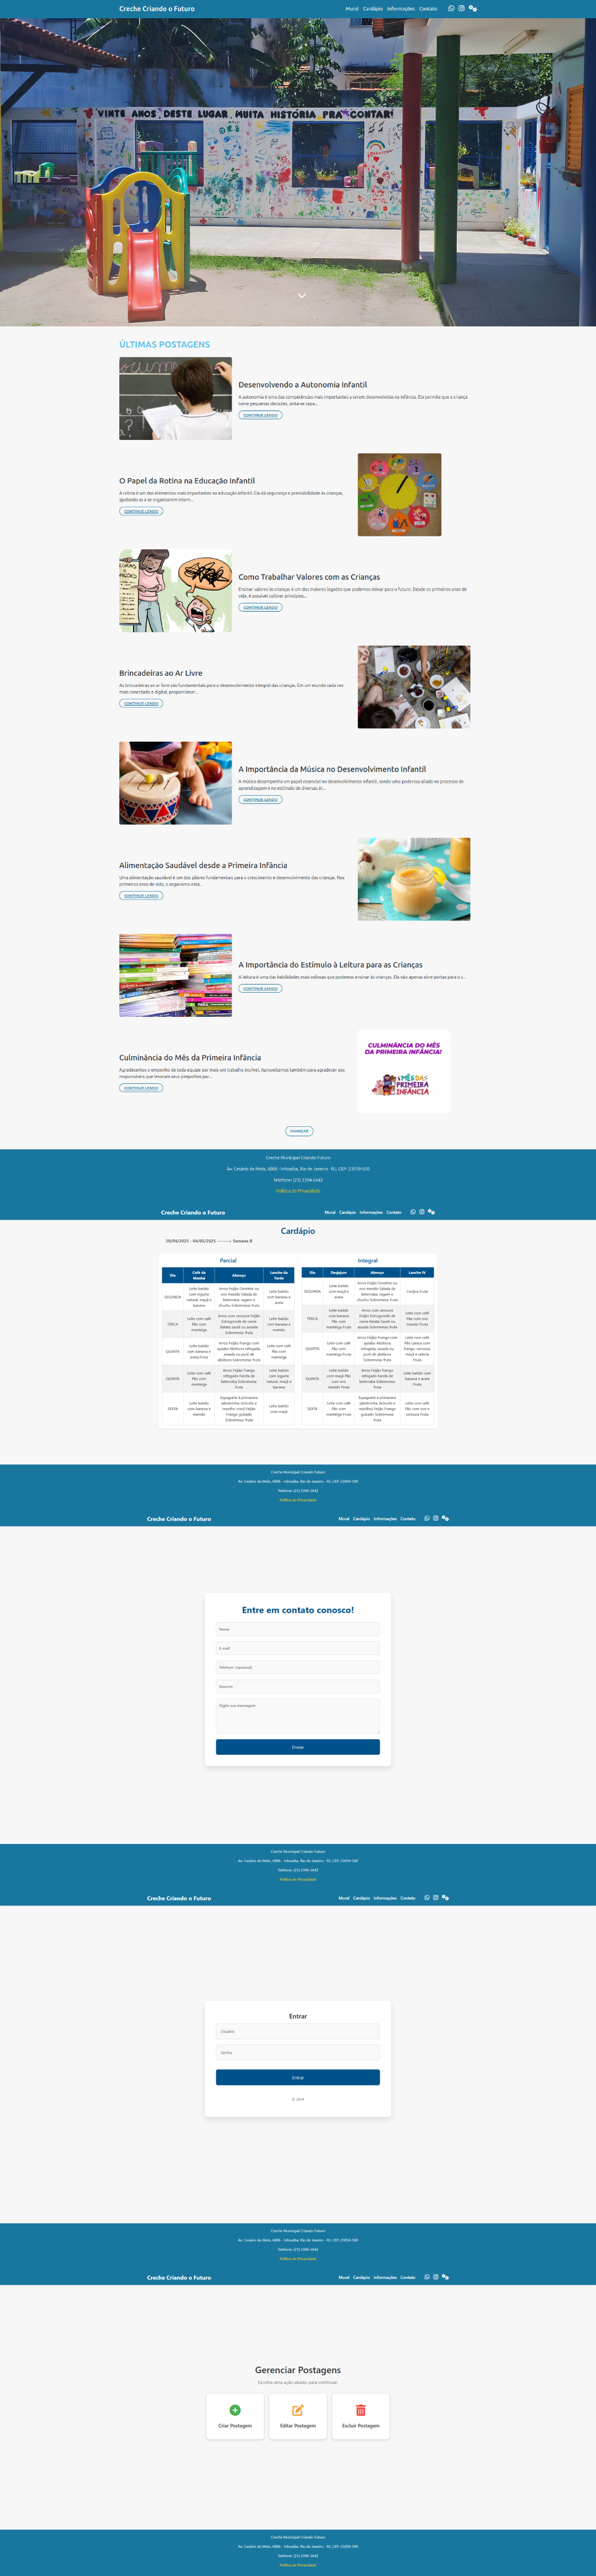 Creche Criando o Futuro
Mural Cardápio Informações Contato
VINTE ANOS DESTE LUGAR, MUITA HISTÓRIA PRA CONTAR!
ÚLTIMAS POSTAGENS
Desenvolvendo a Autonomia Infantil
A autonomia é uma das competências mais importantes a serem desenvolvidas na infância. Ela permite que a criança
tome pequenas decisões, sinta-se capa...
CONTINUE LENDO
O Papel da Rotina na Educação Infantil
A rotina é um dos elementos mais importantes na educação infantil. Ela dá segurança e previsibilidade às crianças,
ajudando-as a se organizarem intern...
CONTINUE LENDO
Como Trabalhar Valores com as Crianças
Ensinar valores às crianças é um dos maiores legados que podemos deixar para o futuro. Desde os primeiros anos de
vida, é possível cultivar princípios...
CONTINUE LENDO
Brincadeiras ao Ar Livre
As brincadeiras ao ar livre são fundamentais para o desenvolvimento integral das crianças. Em um mundo cada vez
mais conectado e digital, proporcionar...
CONTINUE LENDO
A Importância da Música no Desenvolvimento Infantil
A música desempenha um papel essencial no desenvolvimento infantil, sendo uma poderosa aliada no processo de
aprendizagem e no estímulo de diversas ár...
CONTINUE LENDO
Alimentação Saudável desde a Primeira Infância
Uma alimentação saudável é um dos pilares fundamentais para o crescimento e desenvolvimento das crianças. Nos
primeiros anos de vida, o organismo está...
CONTINUE LENDO
A Importância do Estímulo à Leitura para as Crianças
A leitura é uma das habilidades mais valiosas que podemos ensinar às crianças. Ela não apenas abre portas para o c...
CONTINUE LENDO
CULMINÂNCIA DO MÊS
DA PRIMEIRA INFÂNCIA!
MÊS DAS
PRIMEIRA
INFÂNCIA
Culminância do Mês da Primeira Infância
Agradecemos o empenho de toda equipe por mais um trabalho incrível. Aproveitamos também para agradecer aos
responsáveis que levaram seus pimpolhos par...
CONTINUE LENDO
AVANÇAR
Creche Municipal Criando Futuro
Av. Cesário de Melo, 6066 - Inhoaíba, Rio de Janeiro - RJ, CEP: 23059-500
Telefone: (21) 3394-2642
Política de Privacidade
Creche Criando o Futuro
Mural Cardápio Informações Contato
Cardápio
28/04/2025 - 04/05/2025 -----> Semana B
Parcial
Dia Café da Manhã Almoço Lanche da Tarde
SEGUNDA Leite batido com iogurte natural, maçã e banana Arroz Feijão Omelete ou ovo mexido Salada de beterraba, vagem e chuchu Sobremesa: fruta Leite batido com banana e aveia
TERÇA Leite com café Pão com manteiga Arroz com cenoura Feijão Estrogonofe de carne Batata sauté ou assada Sobremesa: fruta Leite batido com banana e mamão
QUARTA Leite batido com banana e aveia Fruta Arroz Feijão Frango com quiabo Abóbora refogada, assada ou purê de abóbora Sobremesa: fruta Leite com café Pão com manteiga
QUINTA Leite com café Pão com manteiga Arroz Feijão Frango refogado Farofa de beterraba Sobremesa: fruta Leite batido com iogurte natural, maçã e banana
SEXTA Leite batido com banana e mamão Espaguete à primavera (abobrinha, brócolis e repolho roxo) Feijão Frango guisado Sobremesa: fruta Leite batido com maçã
Integral
Dia Desjejum Almoço Lanche IV
SEGUNDA Leite batido com maçã e aveia Arroz Feijão Omelete ou ovo mexido Salada de beterraba, vagem e chuchu Sobremesa: fruta Canjica Fruta
TERÇA Leite batido com banana Pão com manteiga Fruta Arroz com cenoura Feijão Estrogonofe de carne Batata Sauté ou assada Sobremesa: fruta Leite com café Pão com ovo mexido Fruta
QUARTA Leite com café Pão com manteiga Fruta Arroz Feijão Frango com quiabo Abóbora refogada, assada ou purê de abóbora Sobremesa: fruta
QUINTA Leite batido com maçã Pão com ovo mexido Fruta Arroz Feijão Frango refogado Farofa de beterraba Sobremesa: fruta Leite batido com banana e aveia Fruta
SEXTA Leite com café Pão com manteiga Fruta Espaguete à primavera (abobrinha, brócolis e repolho) Feijão Frango guisado Sobremesa: fruta Leite com café Pão com ovo e cenoura Fruta
Creche Municipal Criando Futuro
Av. Cesário de Melo, 6066 - Inhoaíba, Rio de Janeiro - RJ, CEP: 23059-500
Telefone: (21) 3394-2642
Política de Privacidade
Creche Criando o Futuro
Mural Cardápio Informações Contato
Entre em contato conosco!
Nome
E-mail
Telefone (opcional)
Assunto
Digite sua mensagem
Enviar
Creche Municipal Criando Futuro
Av. Cesário de Melo, 6066 - Inhoaíba, Rio de Janeiro - RJ, CEP: 23059-500
Telefone: (21) 3394-2642
Política de Privacidade
Creche Criando o Futuro
Mural Cardápio Informações Contato
Entrar
Usuário
Senha
Entrar
© 2024
Creche Municipal Criando Futuro
Av. Cesário de Melo, 6066 - Inhoaíba, Rio de Janeiro - RJ, CEP: 23059-500
Telefone: (21) 3394-2642
Política de Privacidade
Creche Criando o Futuro
Mural Cardápio Informações Contato
Gerenciar Postagens
Escolha uma ação abaixo para continuar:
Criar Postagem
Editar Postagem
Excluir Postagem
Creche Municipal Criando Futuro
Av. Cesário de Melo, 6066 - Inhoaíba, Rio de Janeiro - RJ, CEP: 23059-500
Telefone: (21) 3394-2642
Política de Privacidade